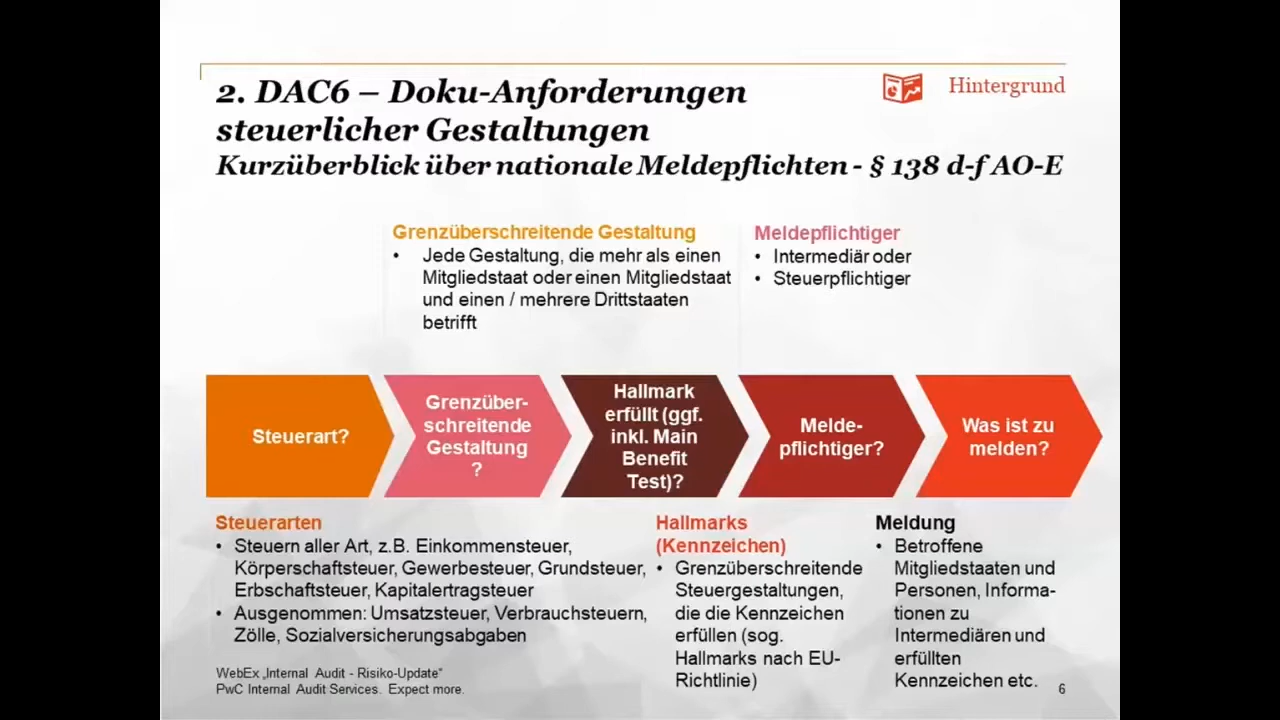 2. DAC6 – Doku-Anforderungen
steuerlicher Gestaltungen
Kurzüberblick über nationale Meldepflichten - § 138 d-f AO-E
Hintergrund
Grenzüberschreitende Gestaltung
• Jede Gestaltung, die mehr als einen
Mitgliedstaat oder einen Mitgliedstaat
und einen / mehrere Drittstaaten
betrifft
Meldepflichtiger
• Intermediär oder
• Steuerpflichtiger
Steuerart?
Grenzüber-
schreitende
Gestaltung
?
Hallmark
erfüllt (ggf.
inkl. Main
Benefit
Test)?
Melde-
pflichtiger?
Was ist zu
melden?
Steuerarten
• Steuern aller Art, z.B. Einkommensteuer,
Körperschaftsteuer, Gewerbesteuer, Grundsteuer,
Erbschaftsteuer, Kapitalertragsteuer
• Ausgenommen: Umsatzsteuer, Verbrauchsteuern,
Zölle, Sozialversicherungsabgaben
Hallmarks
(Kennzeichen)
• Grenzüberschreitende
Steuergestaltungen,
die die Kennzeichen
erfüllen (sog.
Hallmarks nach EU-
Richtlinie)
Meldung
• Betroffene
Mitgliedstaaten und
Personen, Informa-
tionen zu
Intermediären und
erfüllten
Kennzeichen etc.
WebEx „Internal Audit - Risiko-Update“
PwC Internal Audit Services. Expect more.
6